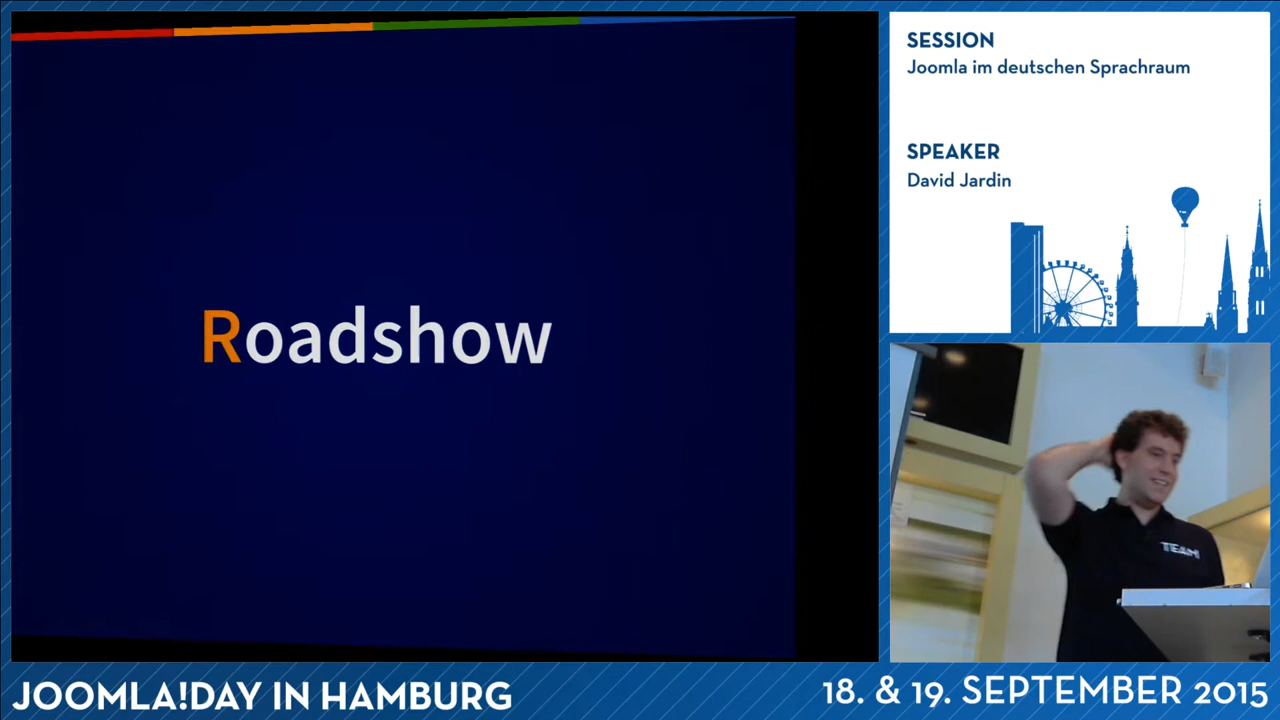 Roadshow
SESSION
Joomla im deutschen Sprachraum
SPEAKER
David Jardin
TEAM
JOOMLA!DAY IN HAMBURG
18. & 19. SEPTEMBER 2015